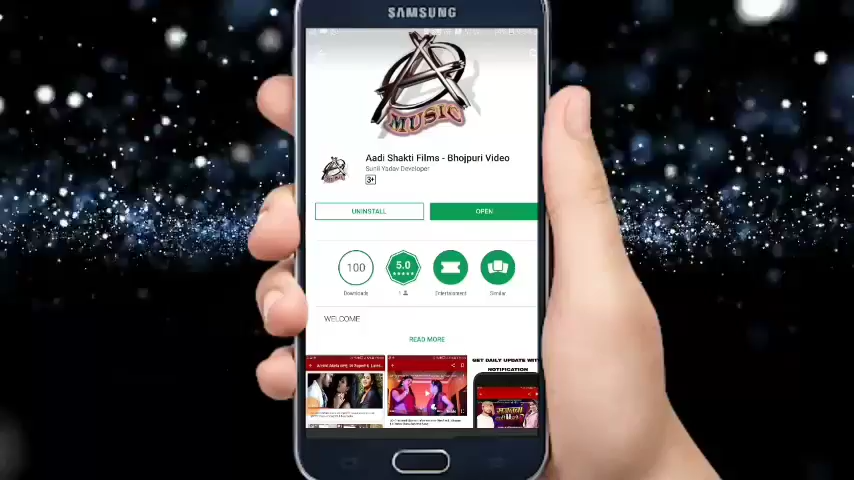 SAMSUNG
MUSIC
Aadi Shakti Films - Bhojpuri Video
Sunil Yadav Developer
3+
UNINSTALL
OPEN
100
5.0
Downloads
1
Entertainment
Similar
WELCOME
READ MORE
GET DAILY UPDATE WITH
NOTIFICATION